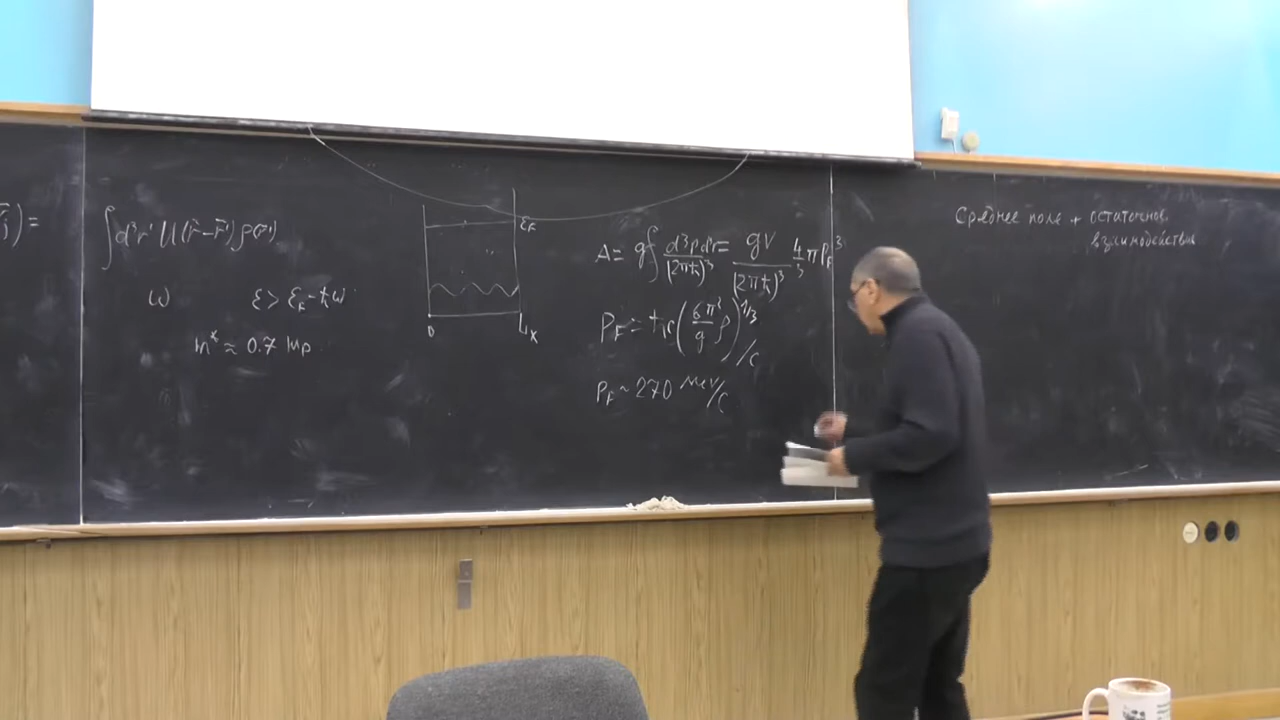 j) =
∫ d³r' U(r⃗-r⃗') ρ(r⃗')
ω ε > ε_F - ħω
m* ≈ 0.7 m_p
ε_F
0 L x
A = g∫ d³p d³r/(2πħ)³ = gV/(2πħ)³ 4/3 π p_F³
p_F = ħc (6π²/g ρ)^1/3 /c
p_F ~ 270 MeV/c
Среднее поле + остаточное
взаимодействие